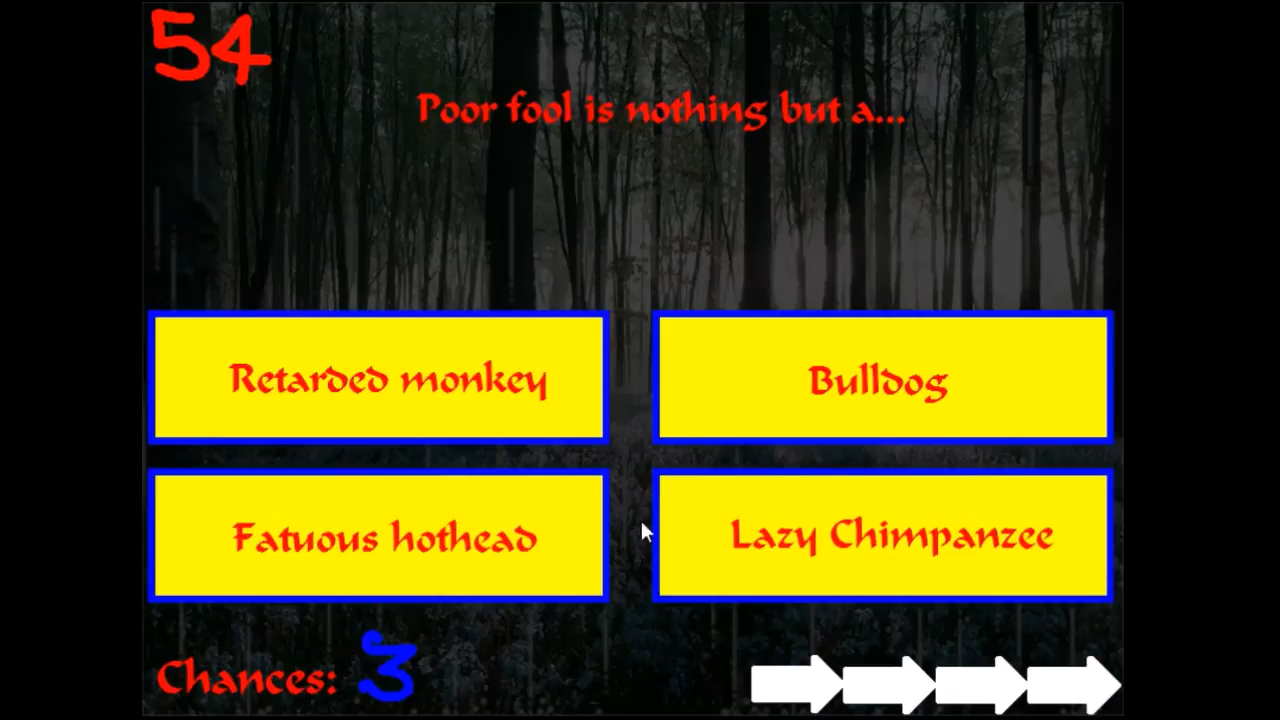 54
Poor fool is nothing but a...
Retarded monkey
Bulldog
Fatuous hothead
Lazy Chimpanzee
Chances: 3